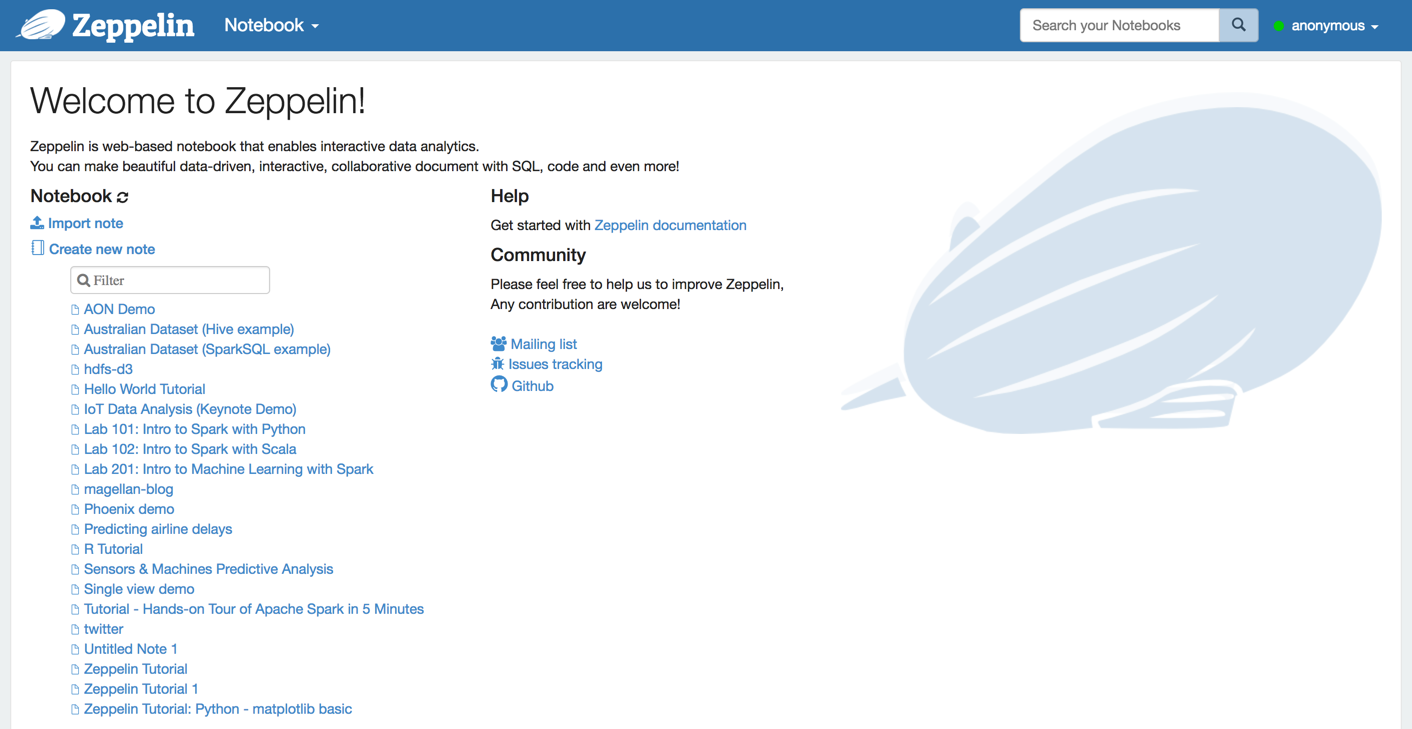 Zeppelin Notebook
Search your Notebooks
anonymous
Welcome to Zeppelin!
Zeppelin is web-based notebook that enables interactive data analytics.
You can make beautiful data-driven, interactive, collaborative document with SQL, code and even more!
Notebook
Import note
Create new note
Filter
AON Demo
Australian Dataset (Hive example)
Australian Dataset (SparkSQL example)
hdfs-d3
Hello World Tutorial
IoT Data Analysis (Keynote Demo)
Lab 101: Intro to Spark with Python
Lab 102: Intro to Spark with Scala
Lab 201: Intro to Machine Learning with Spark
magellan-blog
Phoenix demo
Predicting airline delays
R Tutorial
Sensors & Machines Predictive Analysis
Single view demo
Tutorial - Hands-on Tour of Apache Spark in 5 Minutes
twitter
Untitled Note 1
Zeppelin Tutorial
Zeppelin Tutorial 1
Zeppelin Tutorial: Python - matplotlib basic
Help
Get started with Zeppelin documentation
Community
Please feel free to help us to improve Zeppelin,
Any contribution are welcome!
Mailing list
Issues tracking
Github